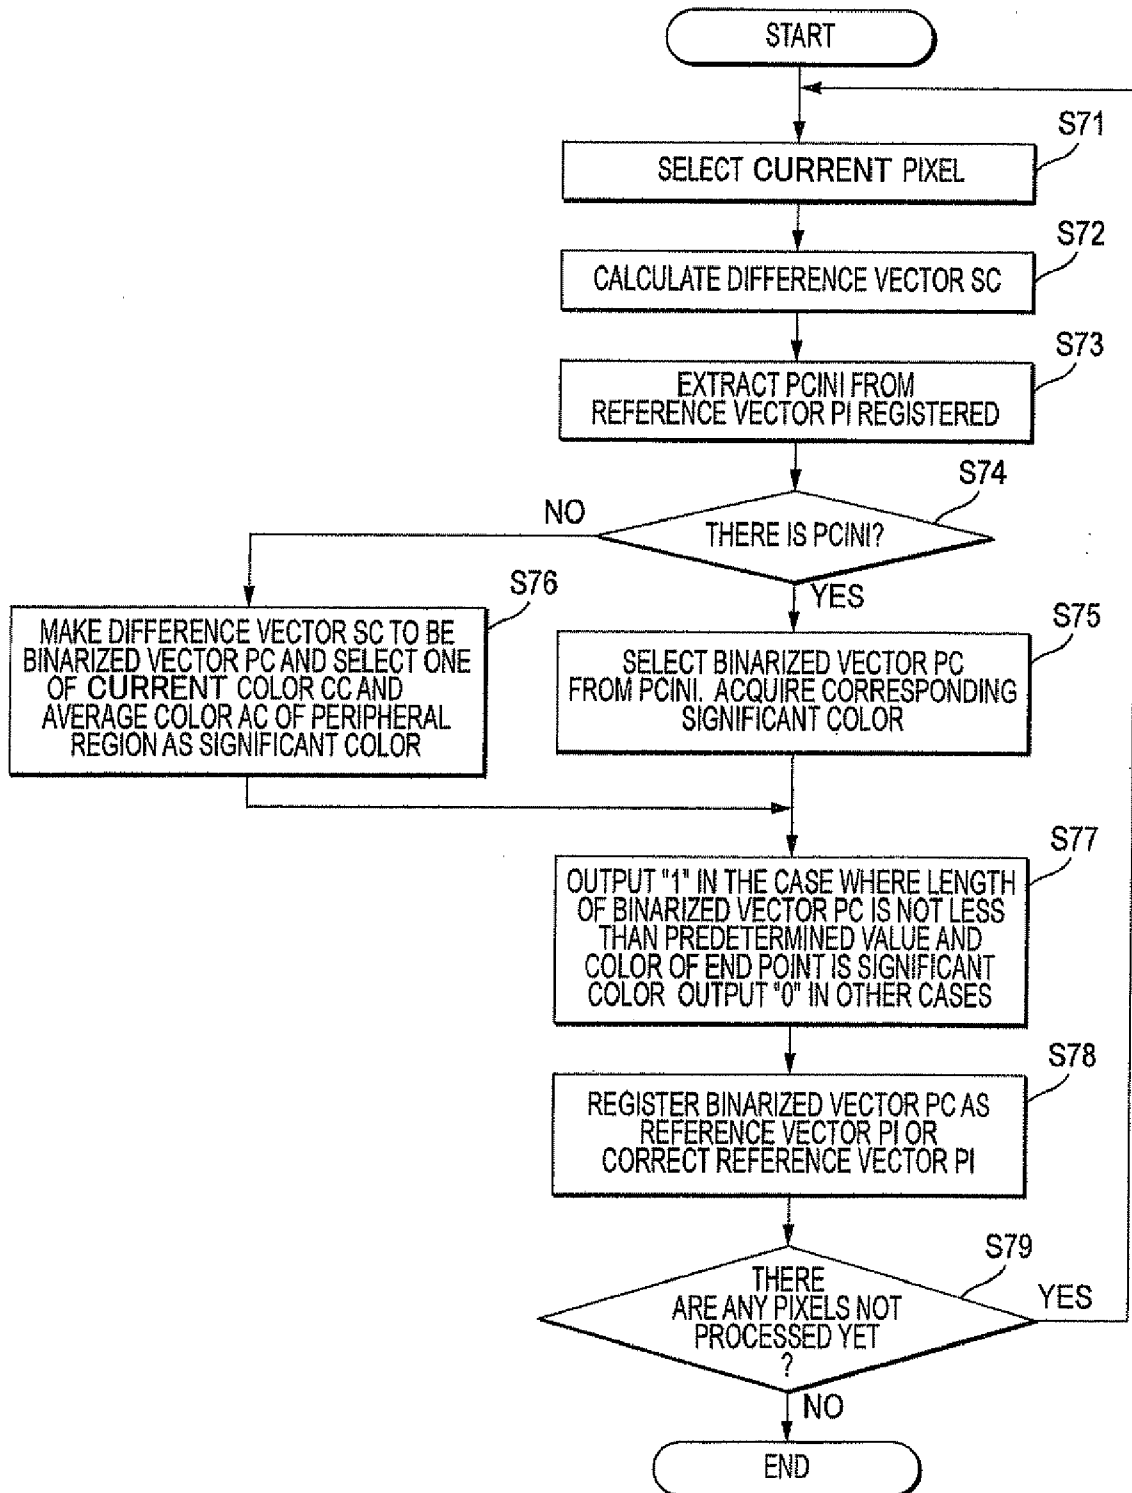 START
S71
SELECT CURRENT PIXEL
S72
CALCULATE DIFFERENCE VECTOR SC
S73
EXTRACT PCINI FROM
REFERENCE VECTOR PI REGISTERED
S74
NO
THERE IS PCINI?
YES
S76
MAKE DIFFERENCE VECTOR SC TO BE
BINARIZED VECTOR PC AND SELECT ONE
OF CURRENT COLOR CC AND
AVERAGE COLOR AC OF PERIPHERAL
REGION AS SIGNIFICANT COLOR
S75
SELECT BINARIZED VECTOR PC
FROM PCINI. ACQUIRE CORRESPONDING
SIGNIFICANT COLOR
S77
OUTPUT "1" IN THE CASE WHERE LENGTH
OF BINARIZED VECTOR PC IS NOT LESS
THAN PREDETERMINED VALUE AND
COLOR OF END POINT IS SIGNIFICANT
COLOR OUTPUT "0" IN OTHER CASES
S78
REGISTER BINARIZED VECTOR PC AS
REFERENCE VECTOR PI OR
CORRECT REFERENCE VECTOR PI
S79
THERE
ARE ANY PIXELS NOT
PROCESSED YET
?
YES
NO
END